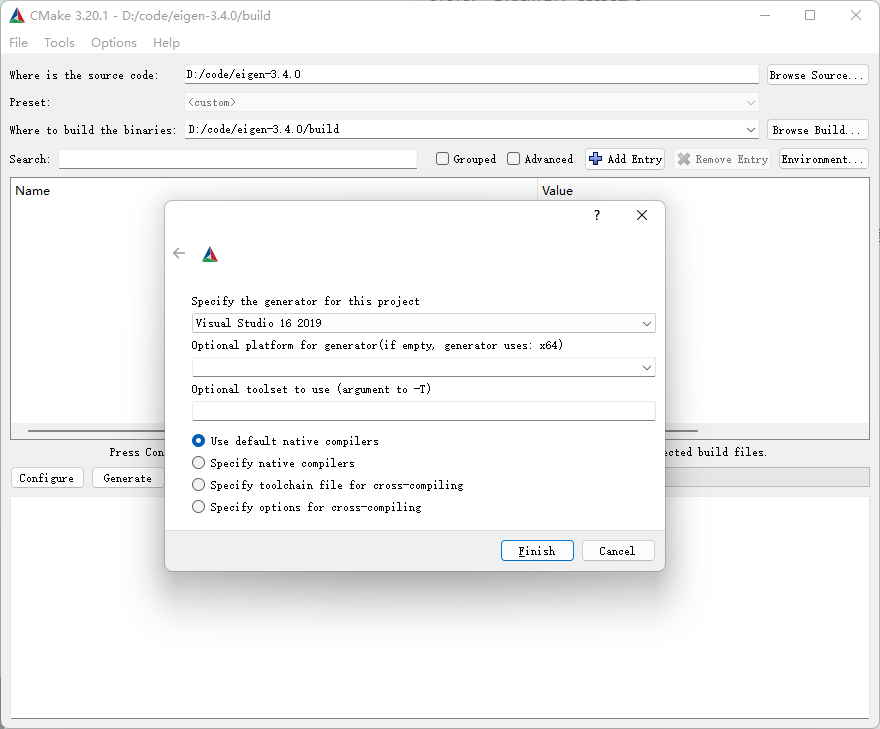 CMake 3.20.1 - D:/code/eigen-3.4.0/build
File Tools Options Help
Where is the source code: D:/code/eigen-3.4.0 Browse Source...
Preset: <custom>
Where to build the binaries: D:/code/eigen-3.4.0/build Browse Build...
Search: Grouped Advanced Add Entry Remove Entry Environment...
Name Value
?
Specify the generator for this project
Visual Studio 16 2019
Optional platform for generator(if empty, generator uses: x64)
Optional toolset to use (argument to -T)
Use default native compilers
Specify native compilers
Specify toolchain file for cross-compiling
Specify options for cross-compiling
Finish Cancel
Press Con ected build files.
Configure Generate